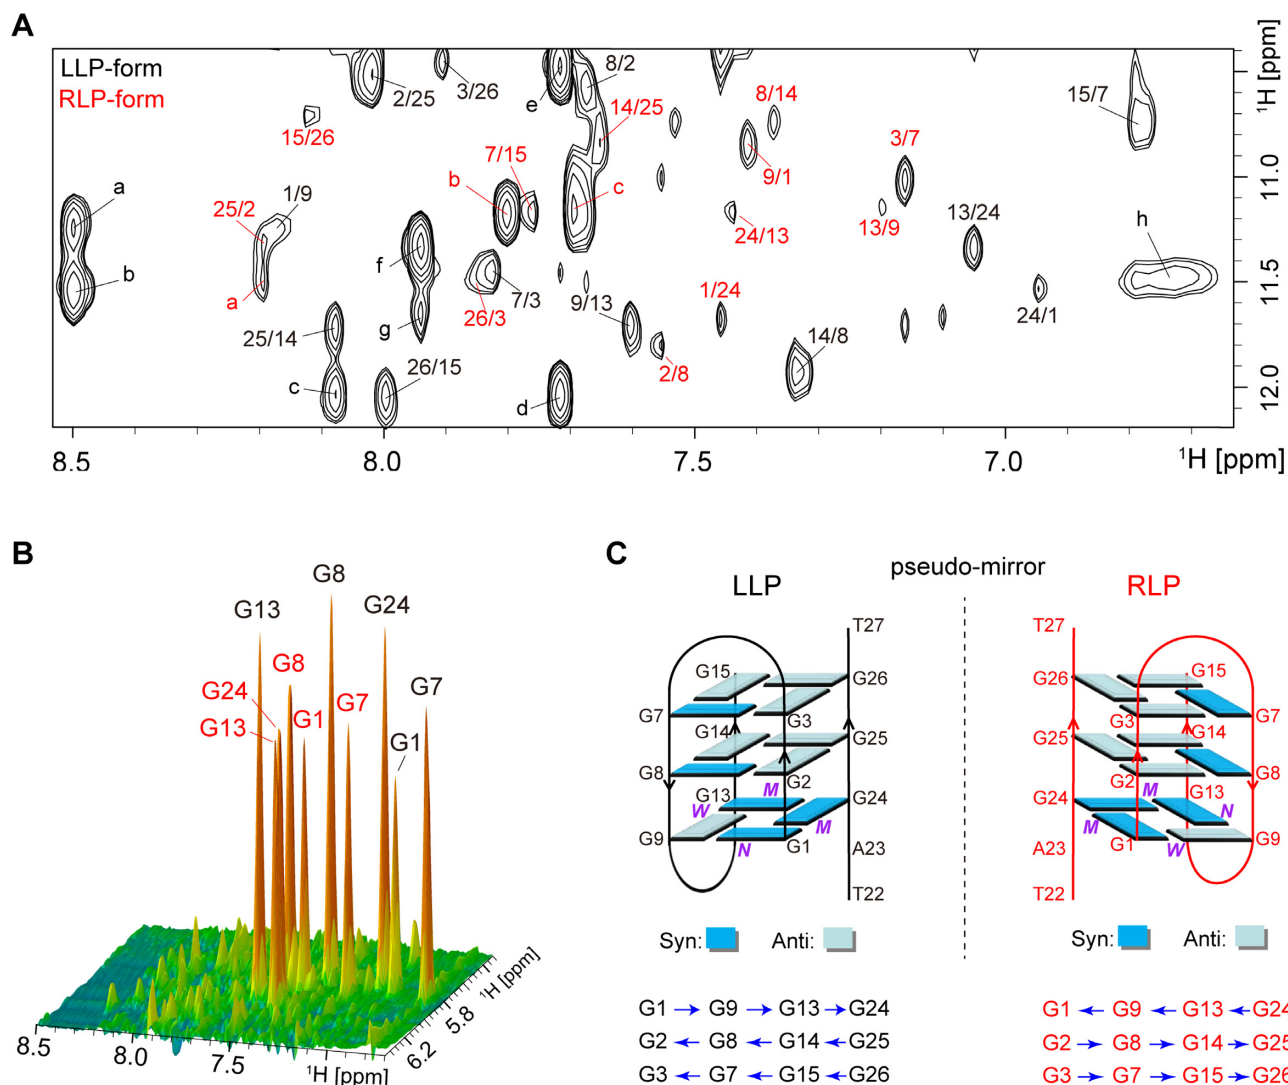 A
LLP-form
RLP-form
2/25
3/26
e
8/2
14/25
8/14
15/7
15/26
7/15
9/1
3/7
a
25/2
1/9
b
c
24/13
13/9
13/24
h
b
a
f
26/3
7/3
9/13
1/24
24/1
25/14
g
26/15
2/8
14/8
c
d
11.0
11.5
12.0
¹H [ppm]
8.5
8.0
7.5
7.0
¹H [ppm]
B
G8
G13
G24
G8
G7
G24
G7
G13
G1
G1
8.5
8.0
7.5
¹H [ppm]
6.2
5.8
¹H [ppm]
C
pseudo-mirror
LLP
RLP
T27
G15
G26
G7
G3
G14
G25
G8
G2
G13
M
G24
W
M
G9
N
G1
A23
T22
T27
G26
G15
G3
G7
G25
G14
G2
G8
G24
M
G13
N
M
A23
G1
W
G9
T22
Syn:
Anti:
Syn:
Anti:
G1 → G9 → G13 → G24
G2 ← G8 ← G14 ← G25
G3 ← G7 ← G15 ← G26
G1 ← G9 ← G13 ← G24
G2 → G8 → G14 → G25
G3 → G7 → G15 → G26